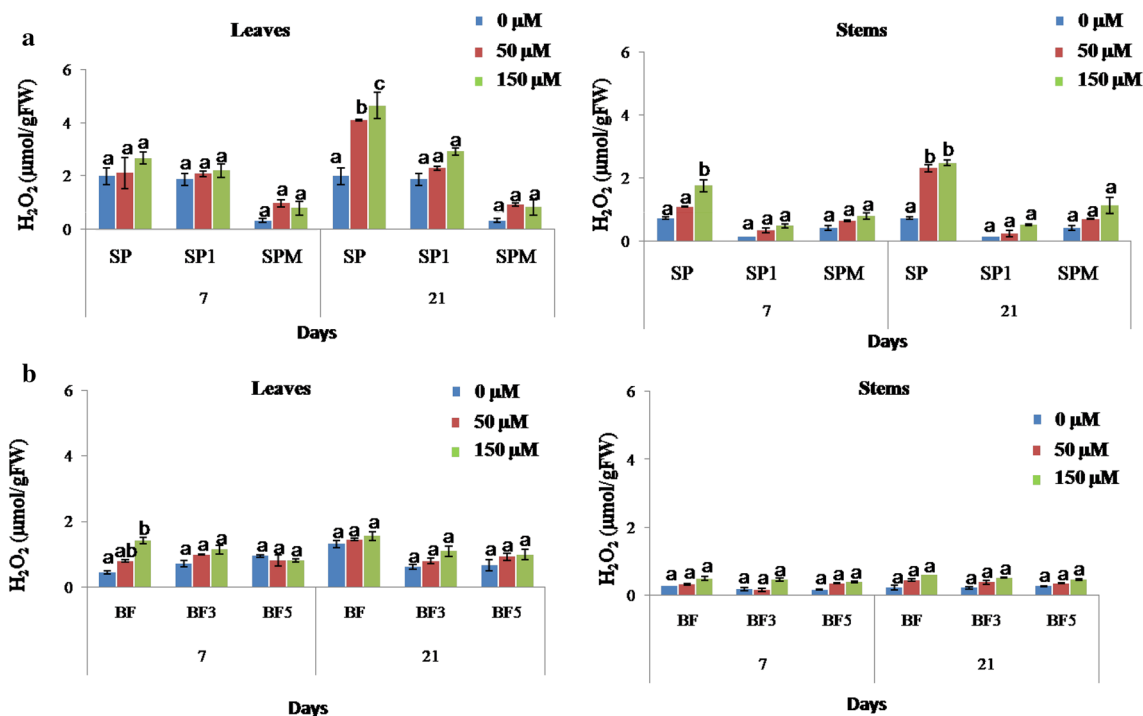 a
Leaves
0 µM
50 µM
150 µM
H₂O₂ (µmol/gFW)
6
4
2
0
a a a a a a a a a a b c a a a a a a
SP SP1 SPM SP SP1 SPM
7 21
Days
Stems
0 µM
50 µM
150 µM
H₂O₂ (µmol/gFW)
6
4
2
0
a a b a a a a a a a b b a a a a a a
SP SP1 SPM SP SP1 SPM
7 21
Days
b
Leaves
0 µM
50 µM
150 µM
H₂O₂ (µmol/gFW)
6
4
2
0
a ab b a a a a a a a a a a a a a a a
BF BF3 BF5 BF BF3 BF5
7 21
Days
Stems
0 µM
50 µM
150 µM
H₂O₂ (µmol/gFW)
6
4
2
0
a a a a a a a a a a a a a a a a a a
BF BF3 BF5 BF BF3 BF5
7 21
Days